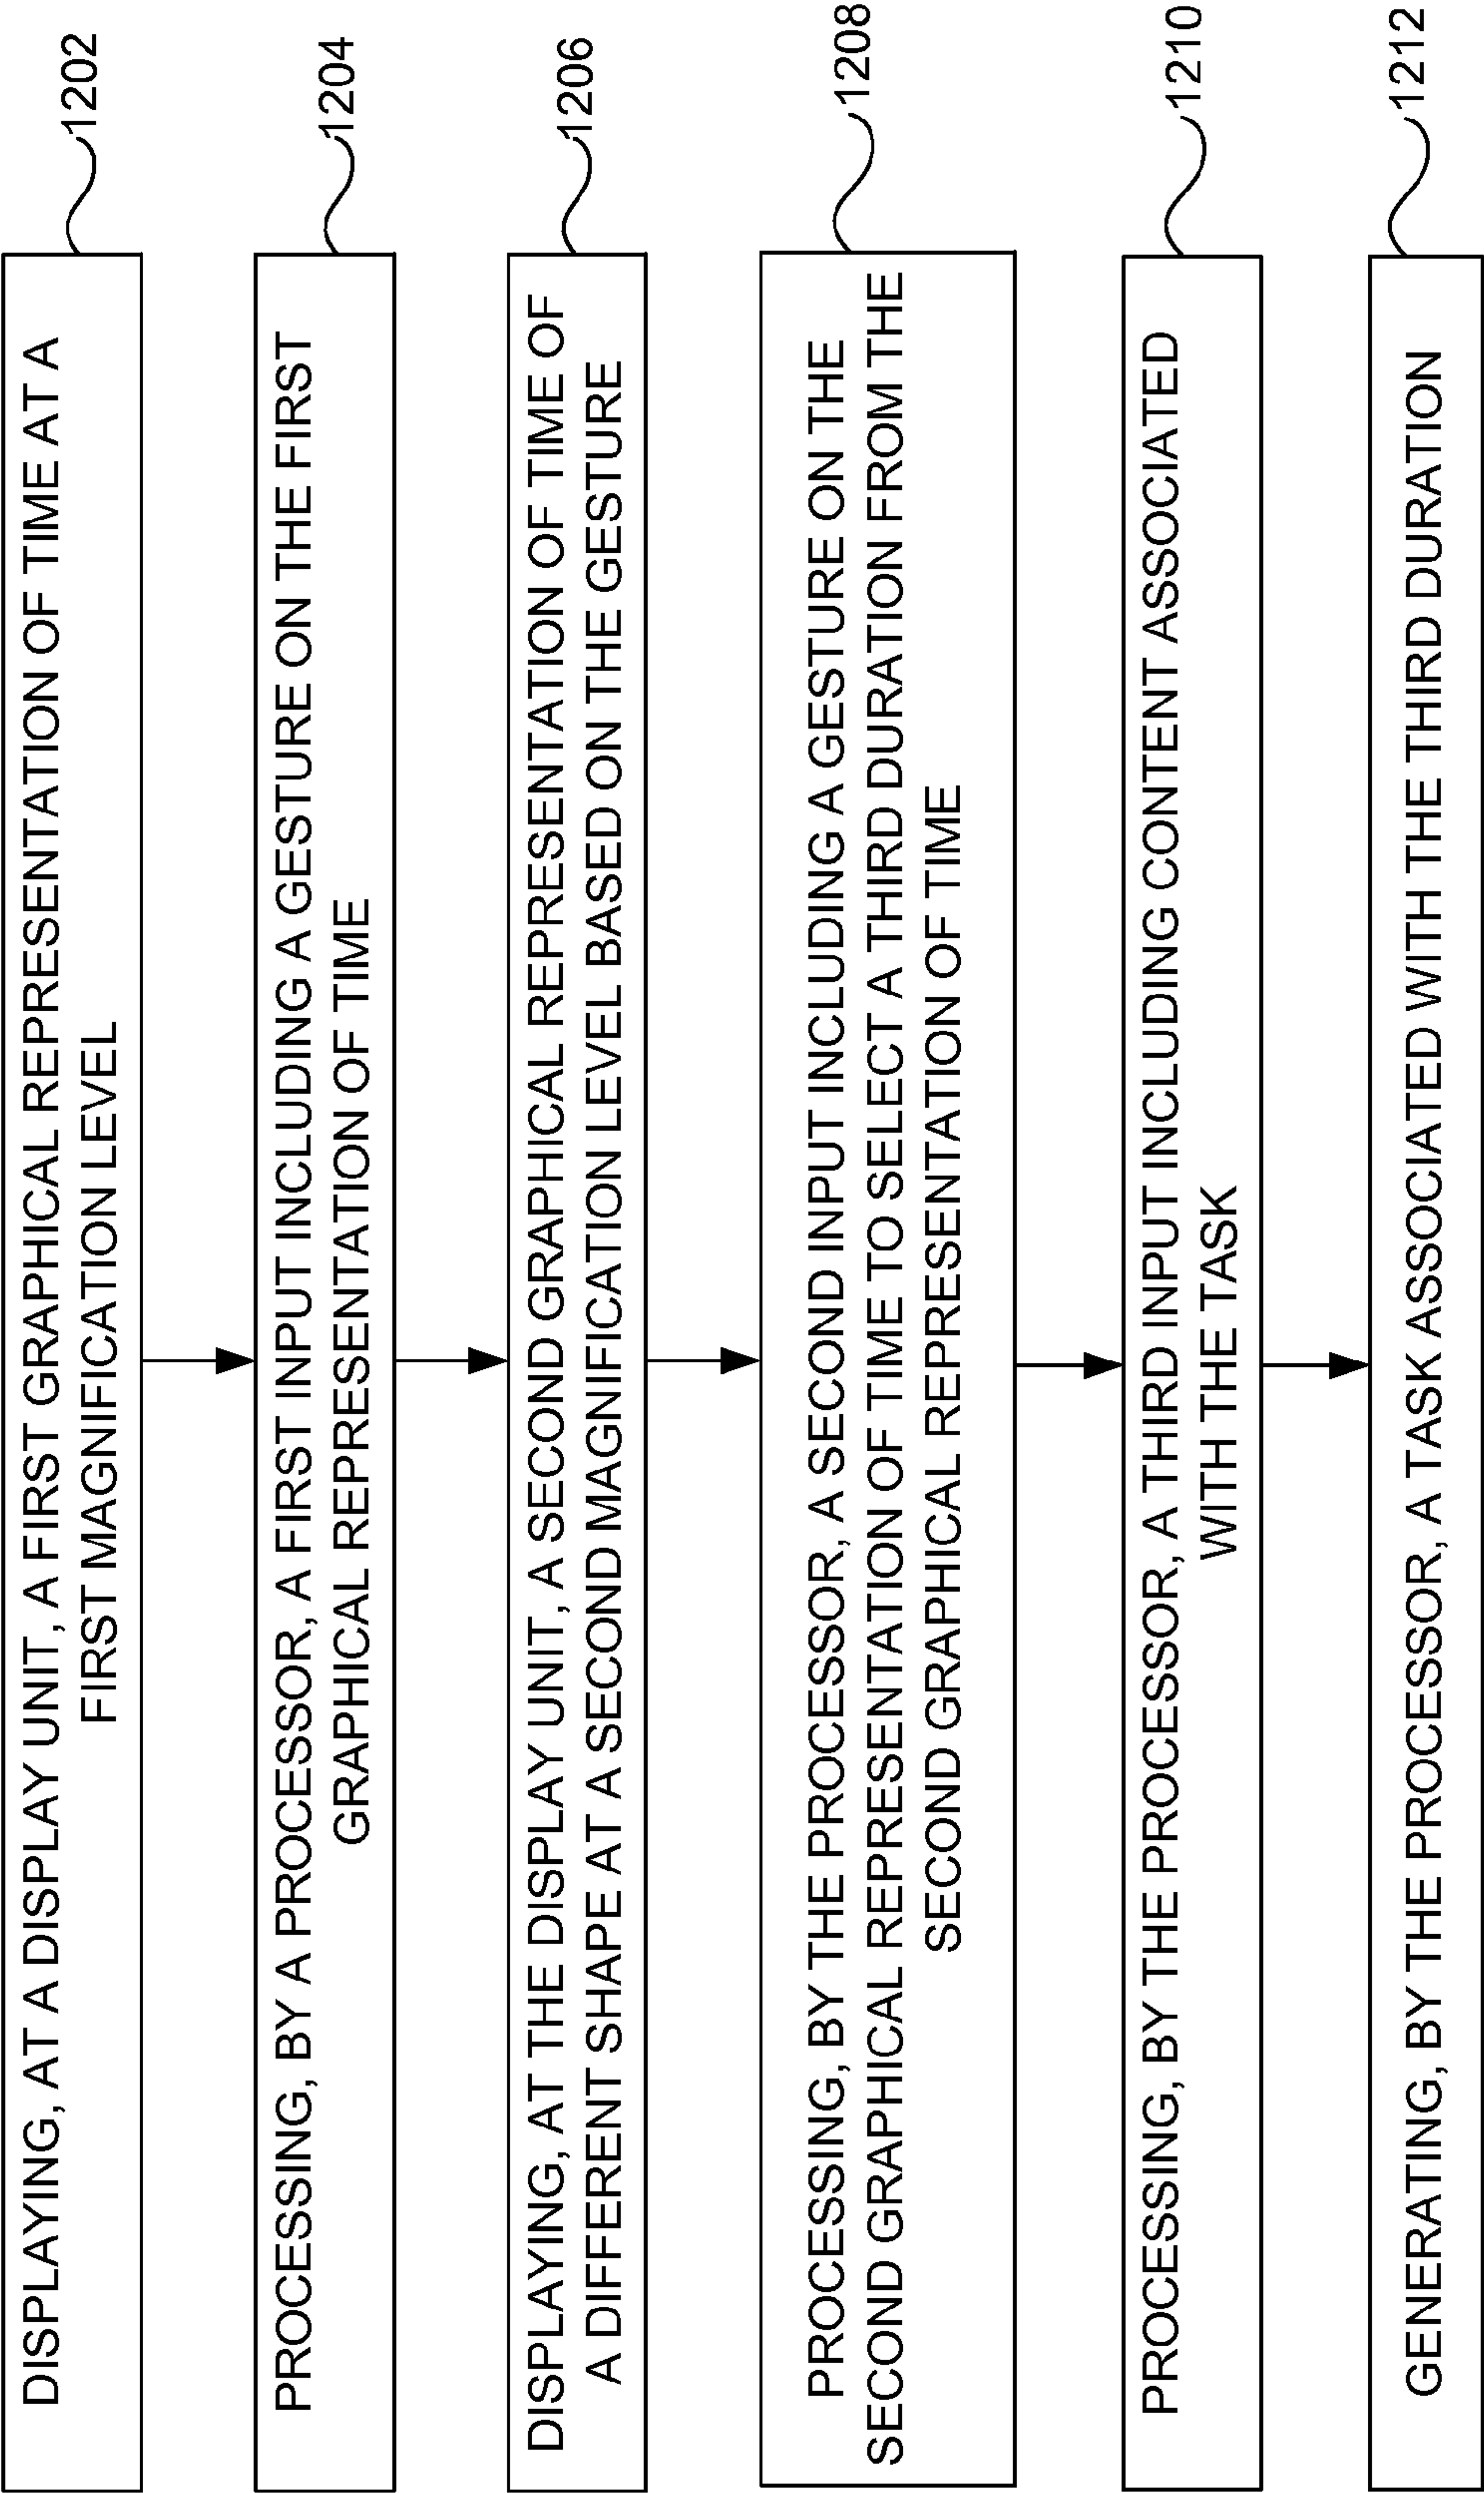 DISPLAYING, AT A DISPLAY UNIT, A FIRST GRAPHICAL REPRESENTATION OF TIME AT A
FIRST MAGNIFICATION LEVEL
1202
PROCESSING, BY A PROCESSOR, A FIRST INPUT INCLUDING A GESTURE ON THE FIRST
GRAPHICAL REPRESENTATION OF TIME
1204
DISPLAYING, AT THE DISPLAY UNIT, A SECOND GRAPHICAL REPRESENTATION OF TIME OF
A DIFFERENT SHAPE AT A SECOND MAGNIFICATION LEVEL BASED ON THE GESTURE
1206
PROCESSING, BY THE PROCESSOR, A SECOND INPUT INCLUDING A GESTURE ON THE
SECOND GRAPHICAL REPRESENTATION OF TIME TO SELECT A THIRD DURATION FROM THE
SECOND GRAPHICAL REPRESENTATION OF TIME
1208
PROCESSING, BY THE PROCESSOR, A THIRD INPUT INCLUDING CONTENT ASSOCIATED
WITH THE TASK
1210
GENERATING, BY THE PROCESSOR, A TASK ASSOCIATED WITH THE THIRD DURATION
1212